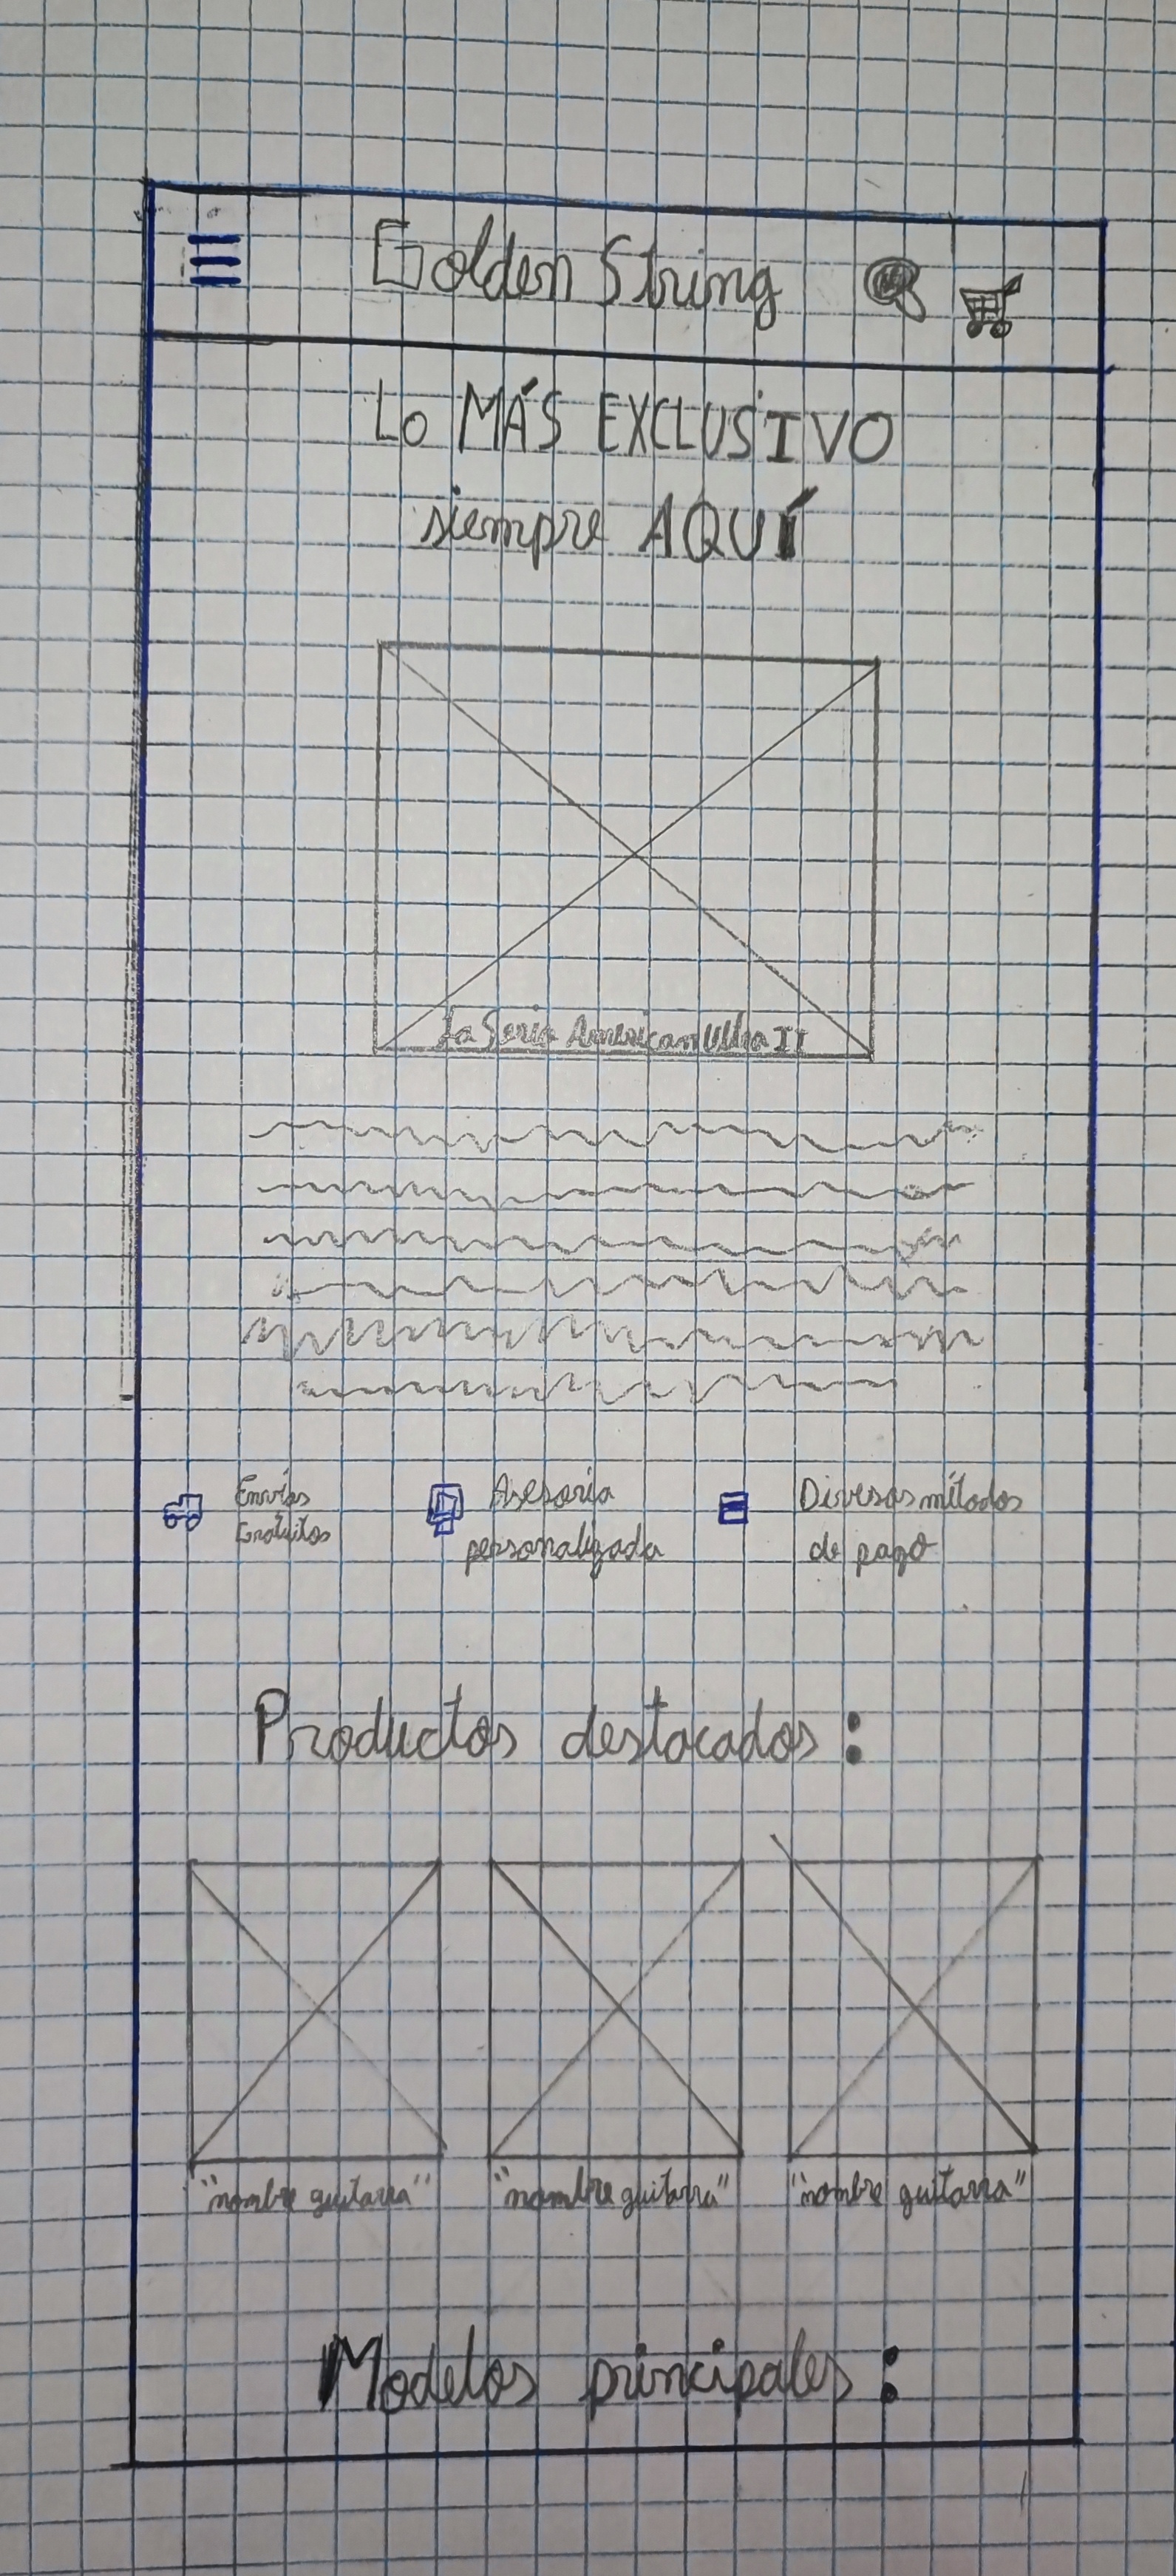 Golden String
Lo MÁS EXCLUSIVO
siempre AQUÍ
La Serie American Ultra II
Envíos
Gratuitos
Asesoria
personalizada
Diversos métodos
de pago
Productos destacados:
"nombre guitarra"
"nombre guitarra"
"nombre guitarra"
Modelos principales: